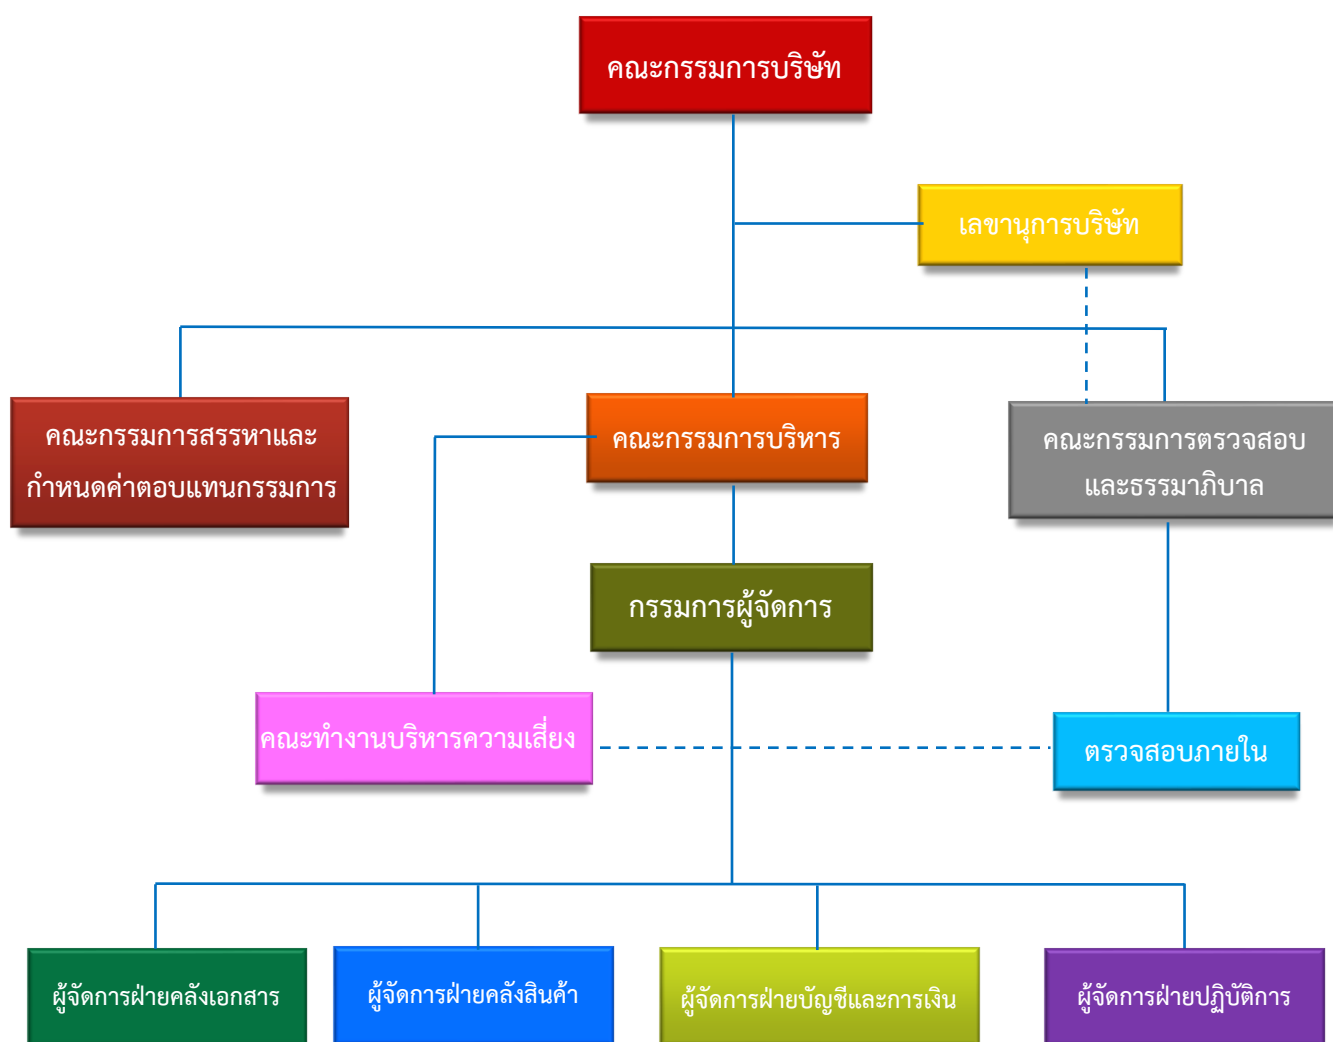 คณะกรรมการบริษัท
เลขานุการบริษัท
คณะกรรมการสรรหาและ
กำหนดค่าตอบแทนกรรมการ
คณะกรรมการบริหาร
คณะกรรมการตรวจสอบ
และธรรมาภิบาล
กรรมการผู้จัดการ
คณะทำงานบริหารความเสี่ยง
ตรวจสอบภายใน
ผู้จัดการฝ่ายคลังเอกสาร
ผู้จัดการฝ่ายคลังสินค้า
ผู้จัดการฝ่ายบัญชีและการเงิน
ผู้จัดการฝ่ายปฏิบัติการ